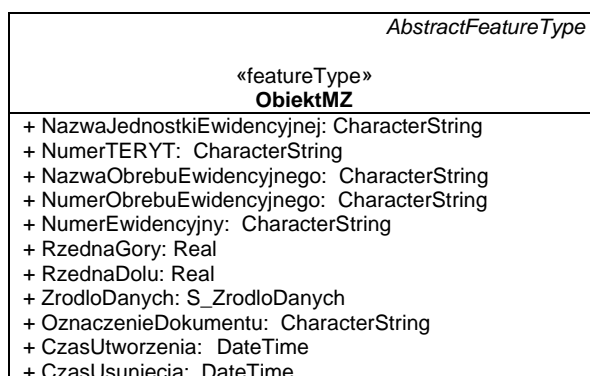 AbstractFeatureType
«featureType»
ObiektMZ
+ NazwaJednostkiEwidencyjnej: CharacterString
+ NumerTERYT: CharacterString
+ NazwaObrebuEwidencyjnego: CharacterString
+ NumerObrebuEwidencyjnego: CharacterString
+ NumerEwidencyjny: CharacterString
+ RzednaGory: Real
+ RzednaDolu: Real
+ ZrodloDanych: S_ZrodloDanych
+ OznaczenieDokumentu: CharacterString
+ CzasUtworzenia: DateTime
+ CzasUsuniecia: DateTime